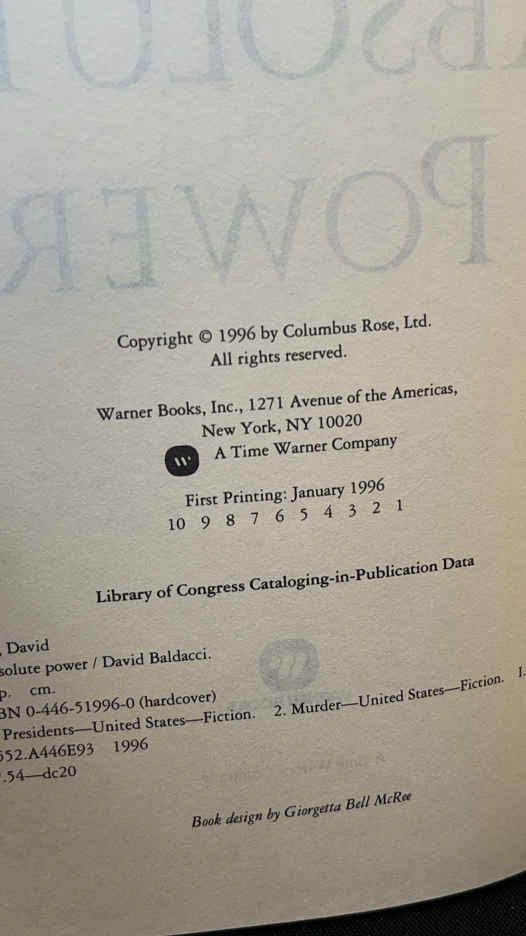 Copyright © 1996 by Columbus Rose, Ltd.
All rights reserved.
Warner Books, Inc., 1271 Avenue of the Americas,
New York, NY 10020
W A Time Warner Company
First Printing: January 1996
10 9 8 7 6 5 4 3 2 1
Library of Congress Cataloging-in-Publication Data
, David
solute power / David Baldacci.
p. cm.
BN 0-446-51996-0 (hardcover)
Presidents—United States—Fiction. 2. Murder—United States—Fiction. I.
552.A446E93 1996
.54—dc20
Book design by Giorgetta Bell McRee